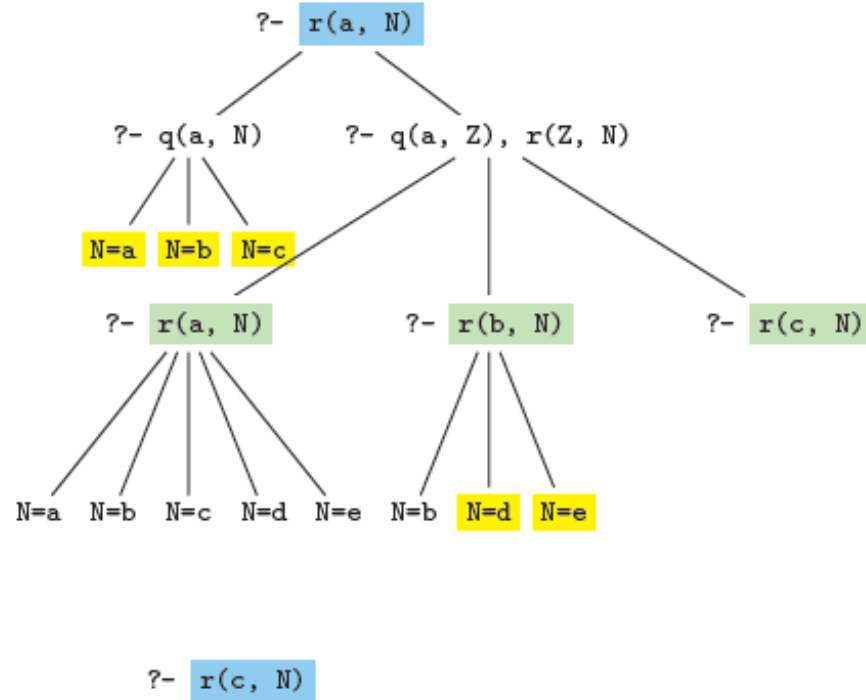 ?- r(a, N)
?- q(a, N) ?- q(a, Z), r(Z, N)
N=a N=b N=c
?- r(a, N) ?- r(b, N) ?- r(c, N)
N=a N=b N=c N=d N=e N=b N=d N=e
?- r(c, N)